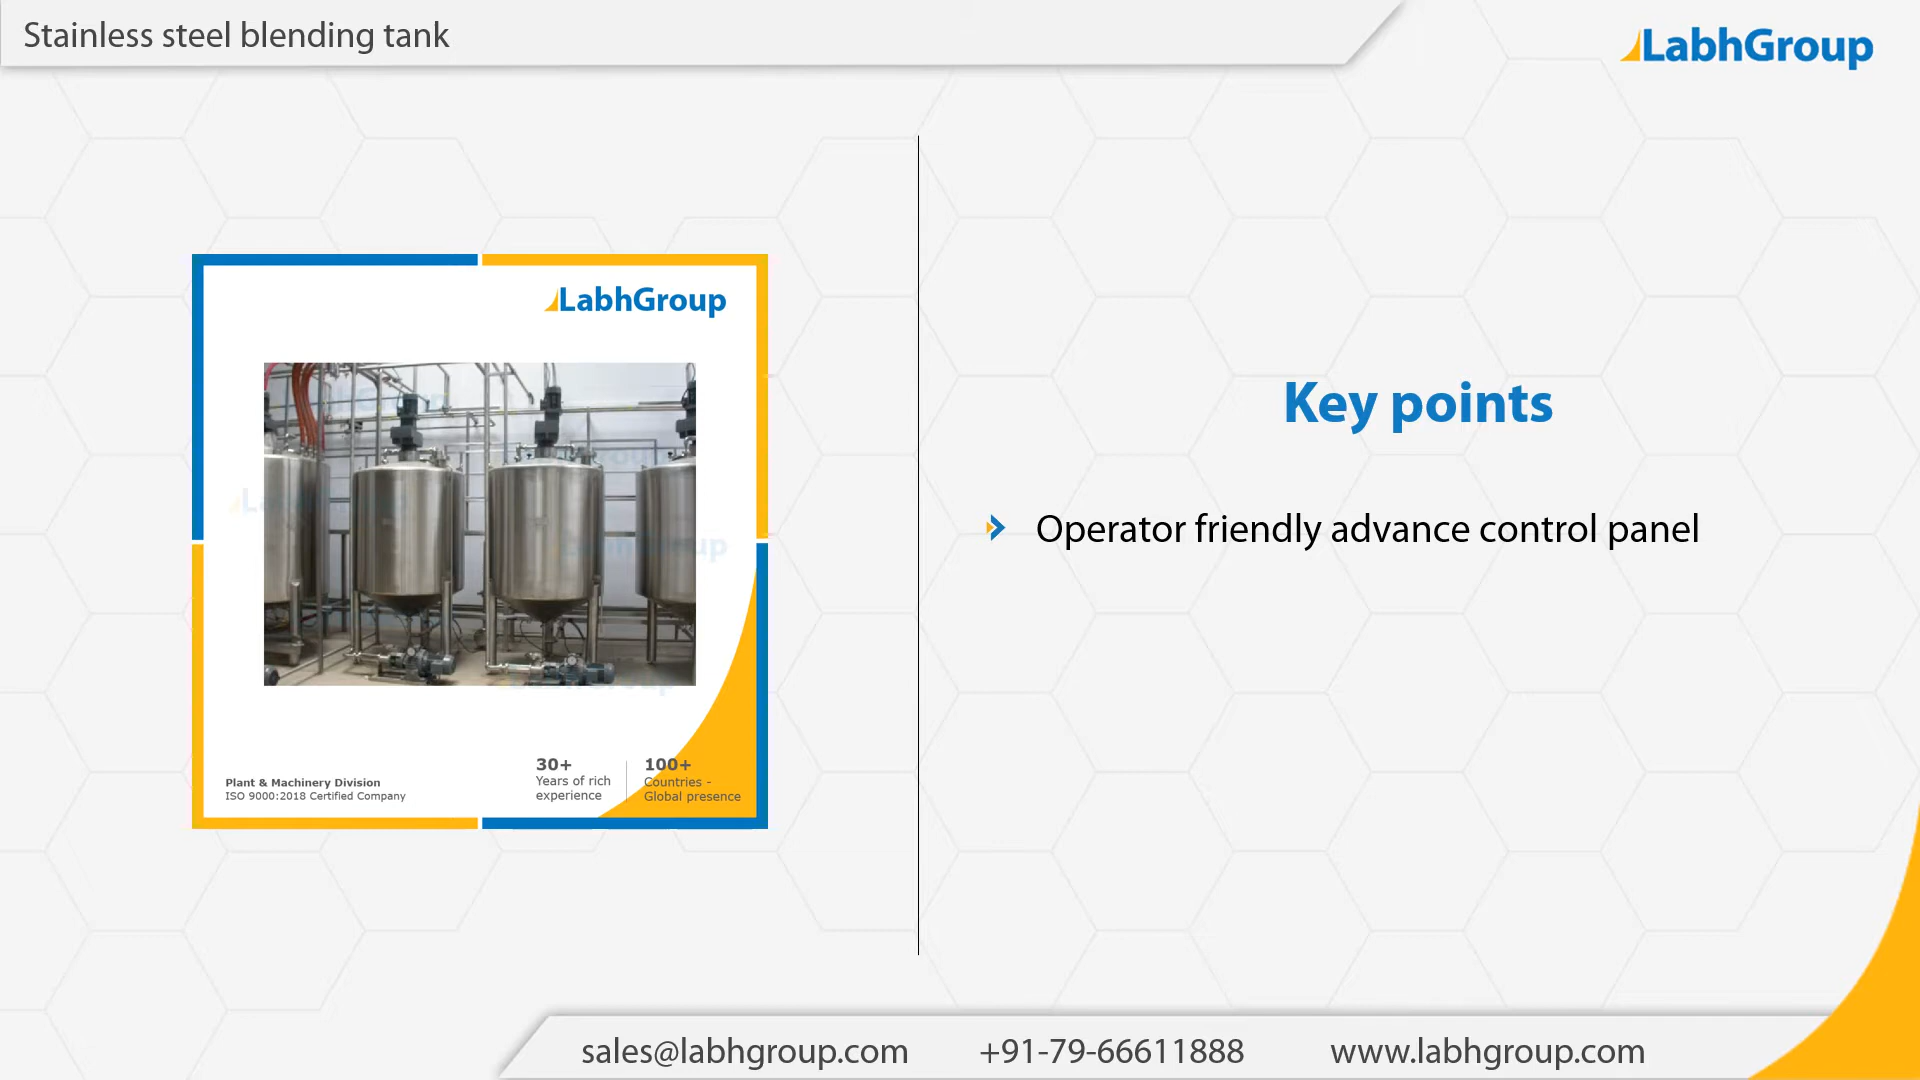 Stainless steel blending tank
LabhGroup
LabhGroup
Key points
Operator friendly advance control panel
30+
Years of rich
experience
100+
Countries -
Global presence
Plant & Machinery Division
ISO 9000:2018 Certified Company
sales@labhgroup.com
+91-79-66611888
www.labhgroup.com